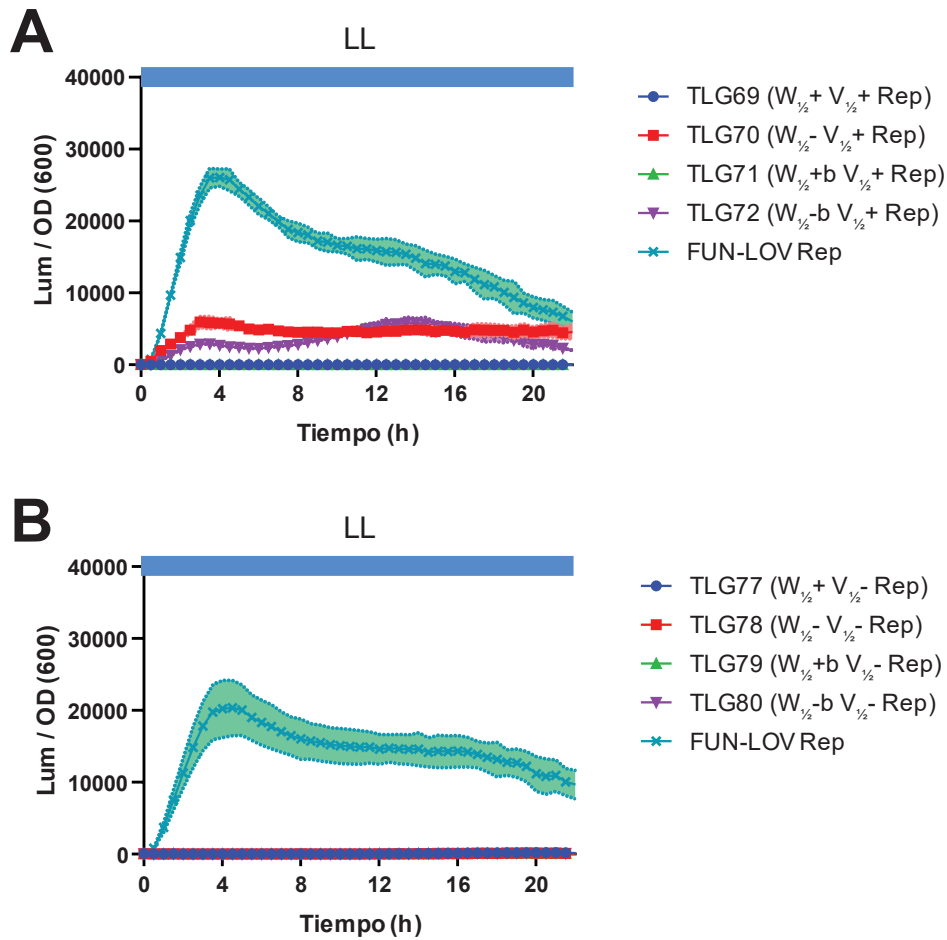 A
LL
40000
30000
20000
10000
0
Lum / OD (600)
0 4 8 12 16 20
Tiempo (h)
TLG69 (W½+ V½+ Rep)
TLG70 (W½- V½+ Rep)
TLG71 (W½+b V½+ Rep)
TLG72 (W½-b V½+ Rep)
FUN-LOV Rep
B
LL
40000
30000
20000
10000
0
Lum / OD (600)
0 4 8 12 16 20
Tiempo (h)
TLG77 (W½+ V½- Rep)
TLG78 (W½- V½- Rep)
TLG79 (W½+b V½- Rep)
TLG80 (W½-b V½- Rep)
FUN-LOV Rep